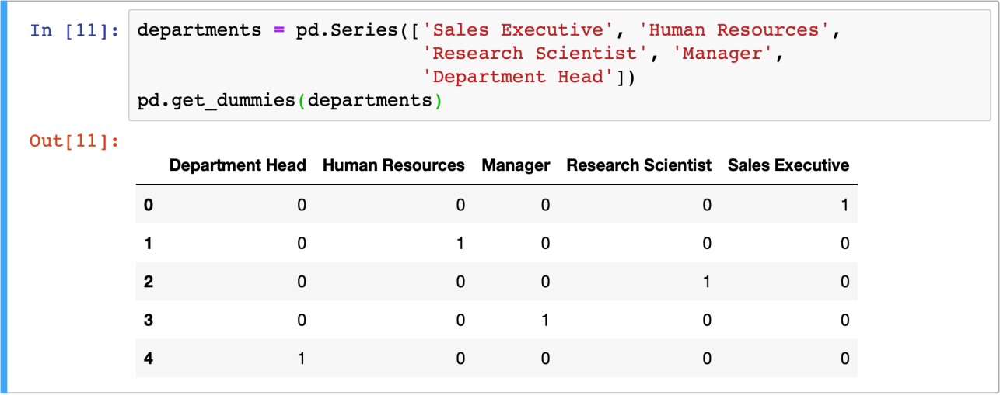 In [11]: departments = pd.Series(['Sales Executive', 'Human Resources',
'Research Scientist', 'Manager',
'Department Head'])
pd.get_dummies(departments)
Out[11]:
Department Head Human Resources Manager Research Scientist Sales Executive
0 0 0 0 0 1
1 0 1 0 0 0
2 0 0 0 1 0
3 0 0 1 0 0
4 1 0 0 0 0